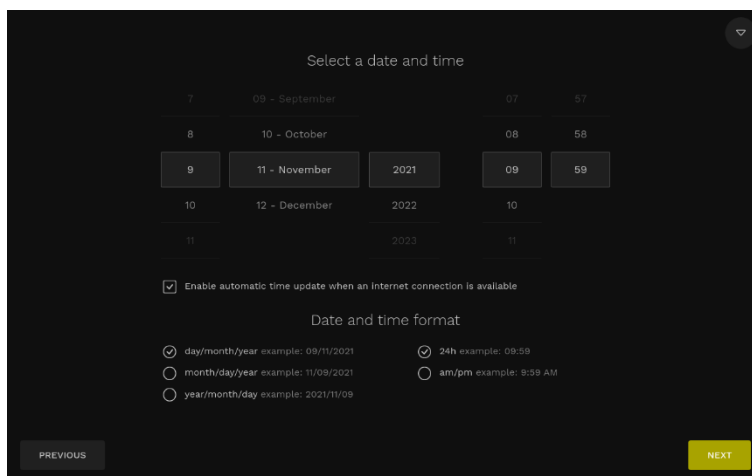 Select a date and time
7 09 - September 07 57
8 10 - October 08 58
9 11 - November 2021 09 59
10 12 - December 2022 10
11 2023 11
Enable automatic time update when an internet connection is available
Date and time format
day/month/year example: 09/11/2021 24h example: 09:59
month/day/year example: 11/09/2021 am/pm example: 9:59 AM
year/month/day example: 2021/11/09
PREVIOUS NEXT